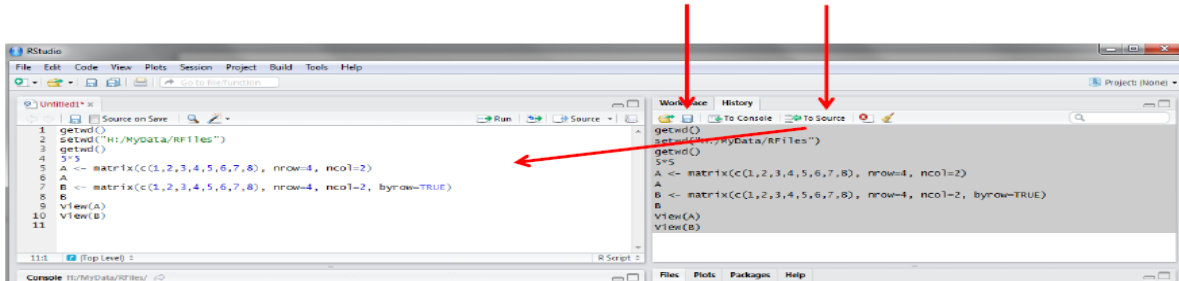 RStudio
File Edit Code View Plots Session Project Build Tools Help
Go to file/function
Project: (None)
Untitled1*
Source on Save
Run
Source
1 getwd()
2 setwd("H:/MyData/RFiles")
3 getwd()
4 5*5
5 A <- matrix(c(1,2,3,4,5,6,7,8), nrow=4, ncol=2)
6 A
7 B <- matrix(c(1,2,3,4,5,6,7,8), nrow=4, ncol=2, byrow=TRUE)
8 B
9 View(A)
10 View(B)
11
11:1 (Top Level) R Script
Console H:/MyData/RFiles/
Workspace History
To Console To Source
getwd()
setwd("H:/MyData/RFiles")
getwd()
5*5
A <- matrix(c(1,2,3,4,5,6,7,8), nrow=4, ncol=2)
A
B <- matrix(c(1,2,3,4,5,6,7,8), nrow=4, ncol=2, byrow=TRUE)
B
View(A)
View(B)
Files Plots Packages Help